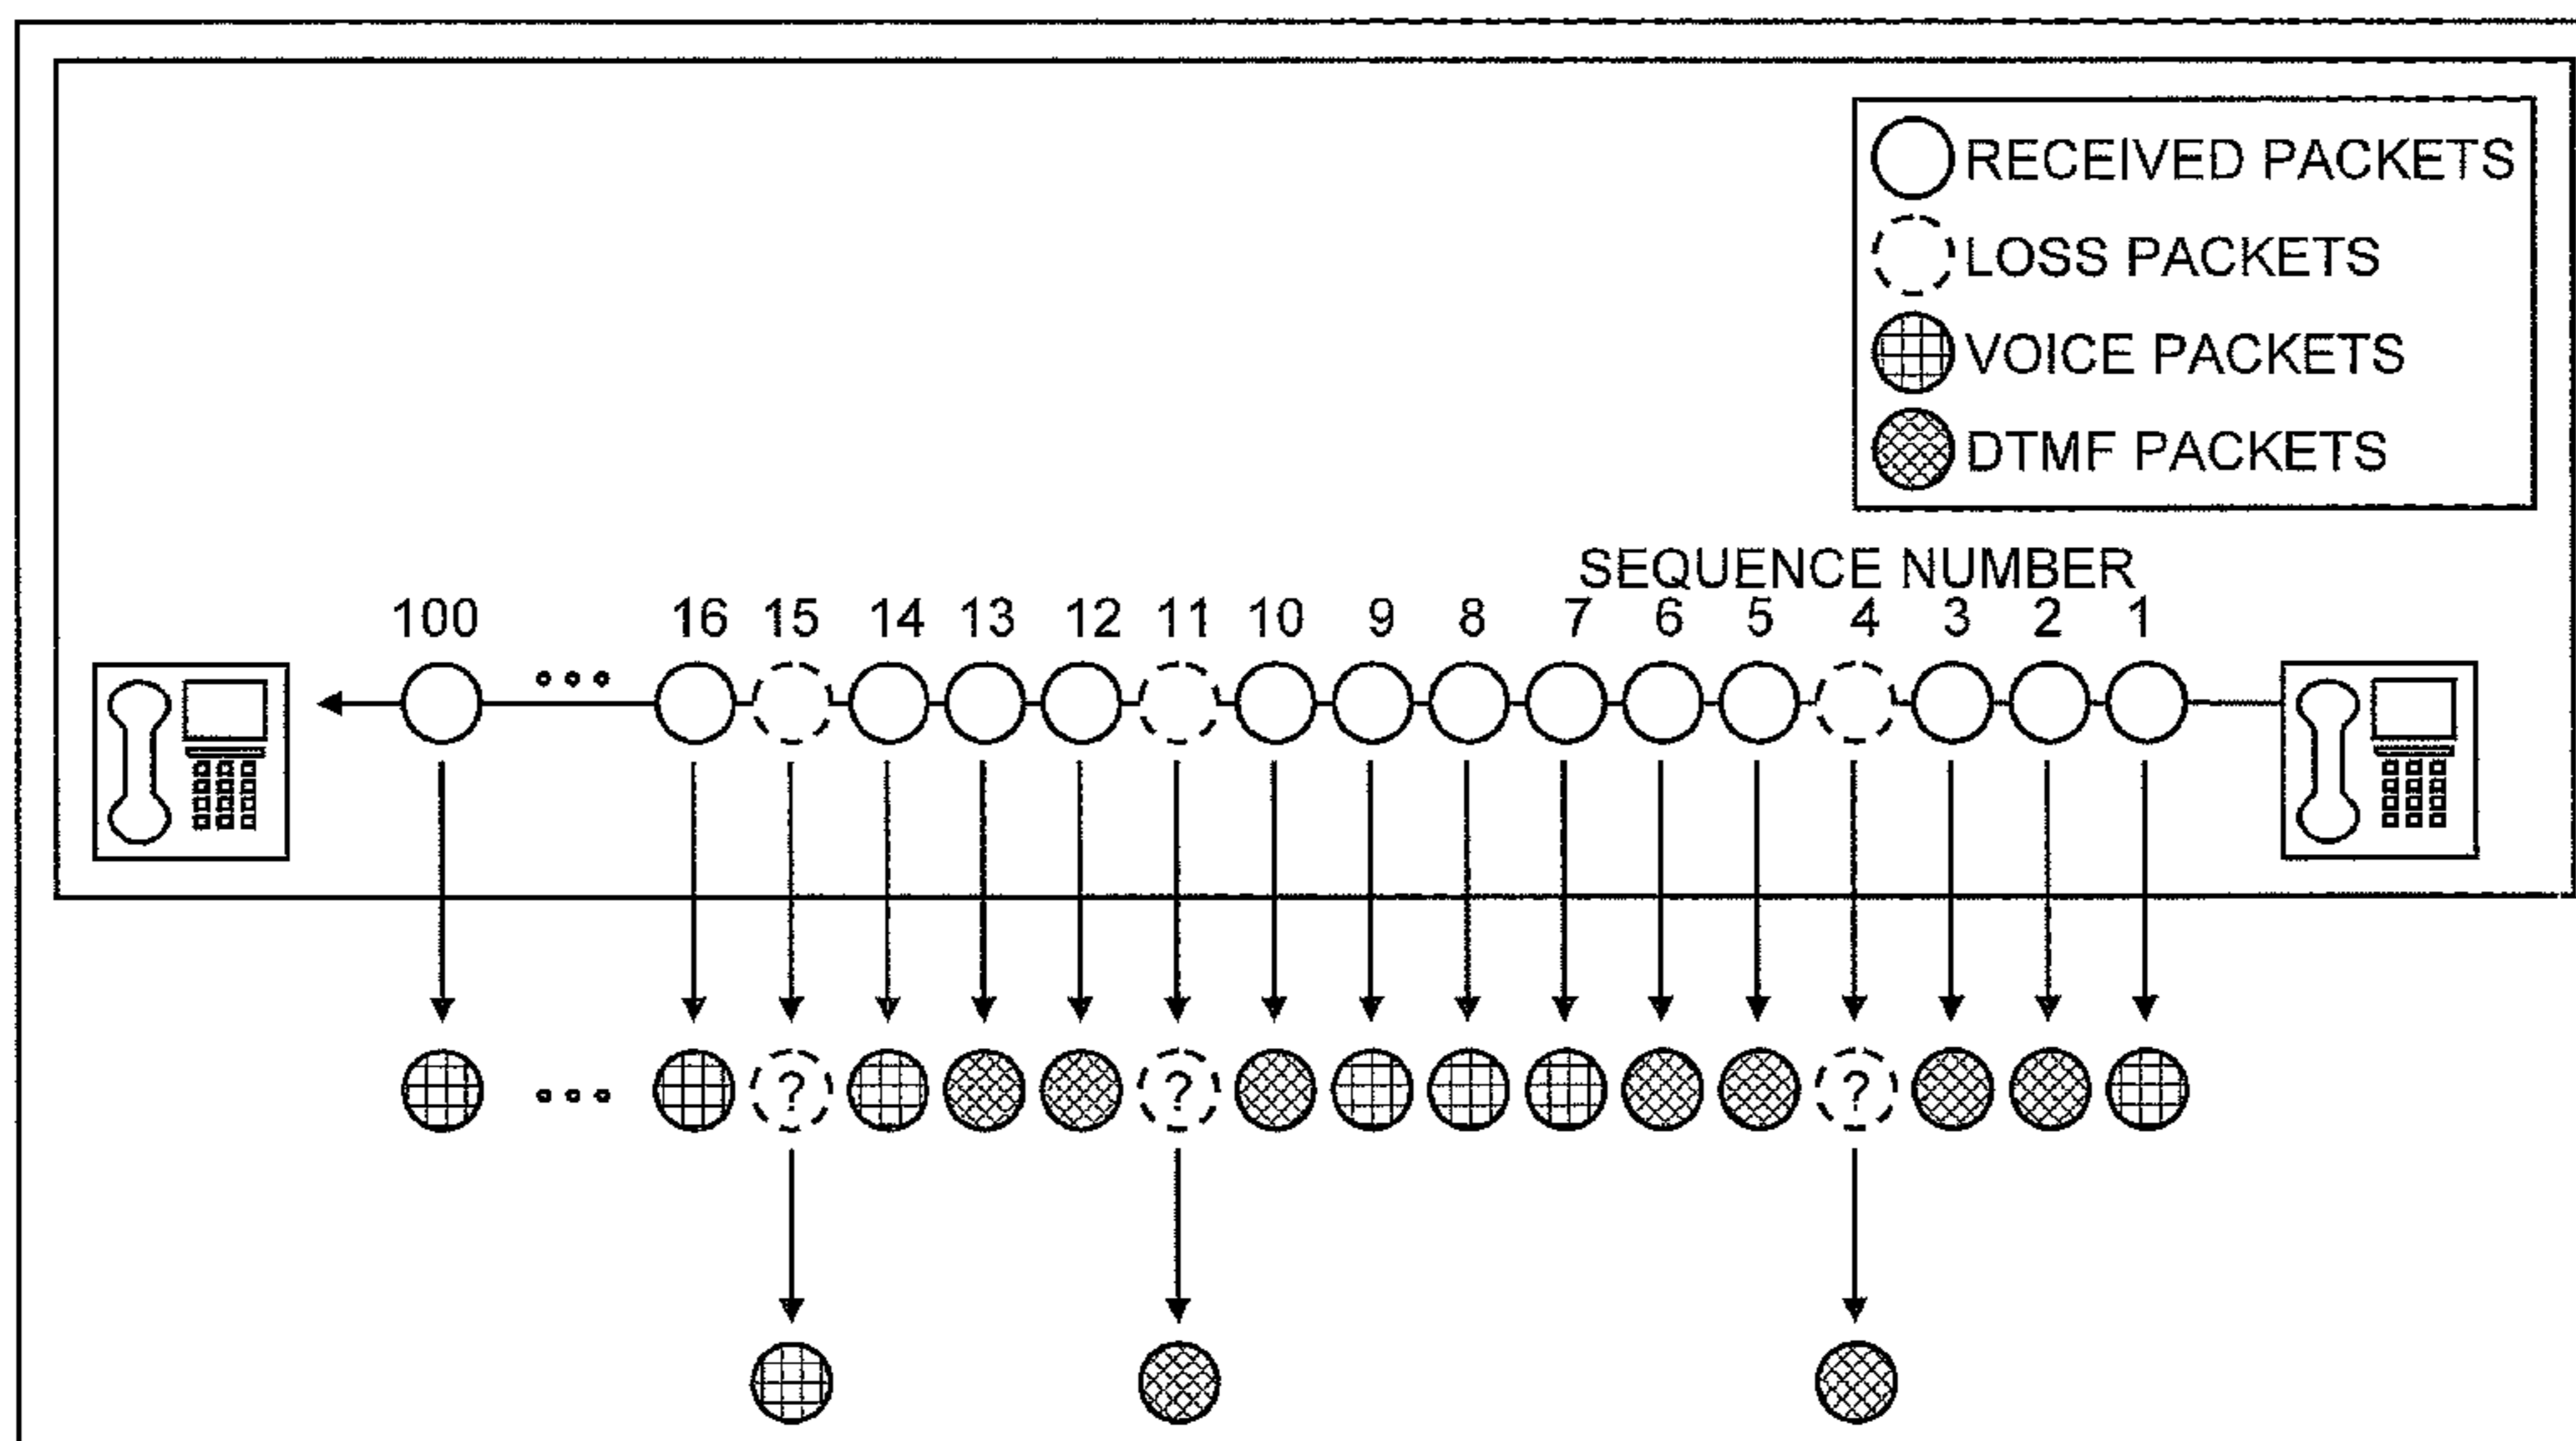 RECEIVED PACKETS
LOSS PACKETS
VOICE PACKETS
DTMF PACKETS
SEQUENCE NUMBER
100 16 15 14 13 12 11 10 9 8 7 6 5 4 3 2 1
? ? ?